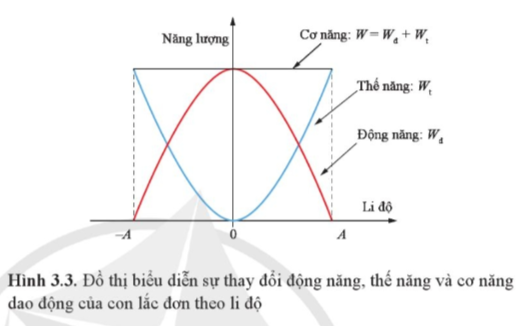 Năng lượng
Cơ năng: W = Wđ + Wt
Thế năng: Wt
Động năng: Wđ
Li độ
–A
0
A
Hình 3.3. Đồ thị biểu diễn sự thay đổi động năng, thế năng và cơ năng
dao động của con lắc đơn theo li độ